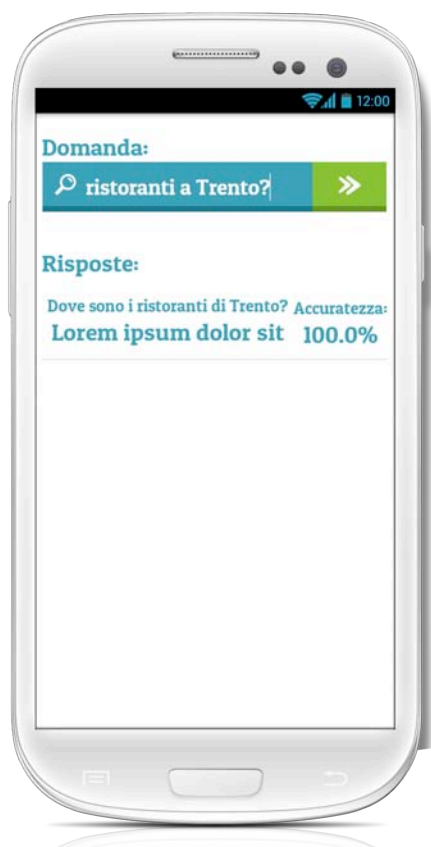 12:00
Domanda:
ristoranti a Trento?
Risposte:
Dove sono i ristoranti di Trento? Accuratezza:
Lorem ipsum dolor sit 100.0%